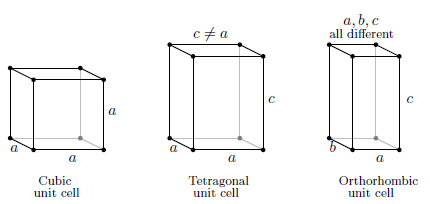 a
a
a
Cubic
unit cell
c ≠ a
c
a
a
Tetragonal
unit cell
a, b, c
all different
c
b
a
Orthorhombic
unit cell